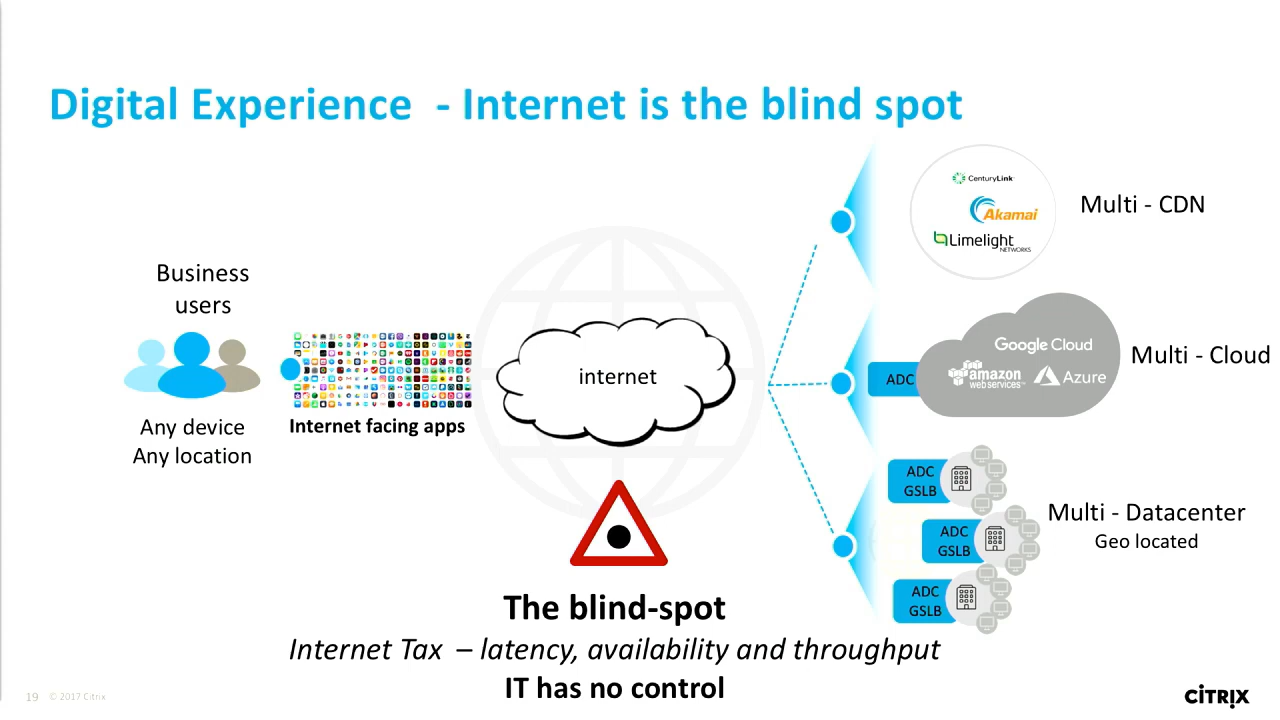 Digital Experience - Internet is the blind spot
CenturyLink
Akamai
Limelight
NETWORKS
Multi - CDN
Business
users
Any device
Any location
Internet facing apps
internet
ADC
Google Cloud
amazon
web services
Azure
Multi - Cloud
ADC
GSLB
ADC
GSLB
ADC
GSLB
Multi - Datacenter
Geo located
The blind-spot
Internet Tax – latency, availability and throughput
IT has no control
19 © 2017 Citrix
CİTRİX